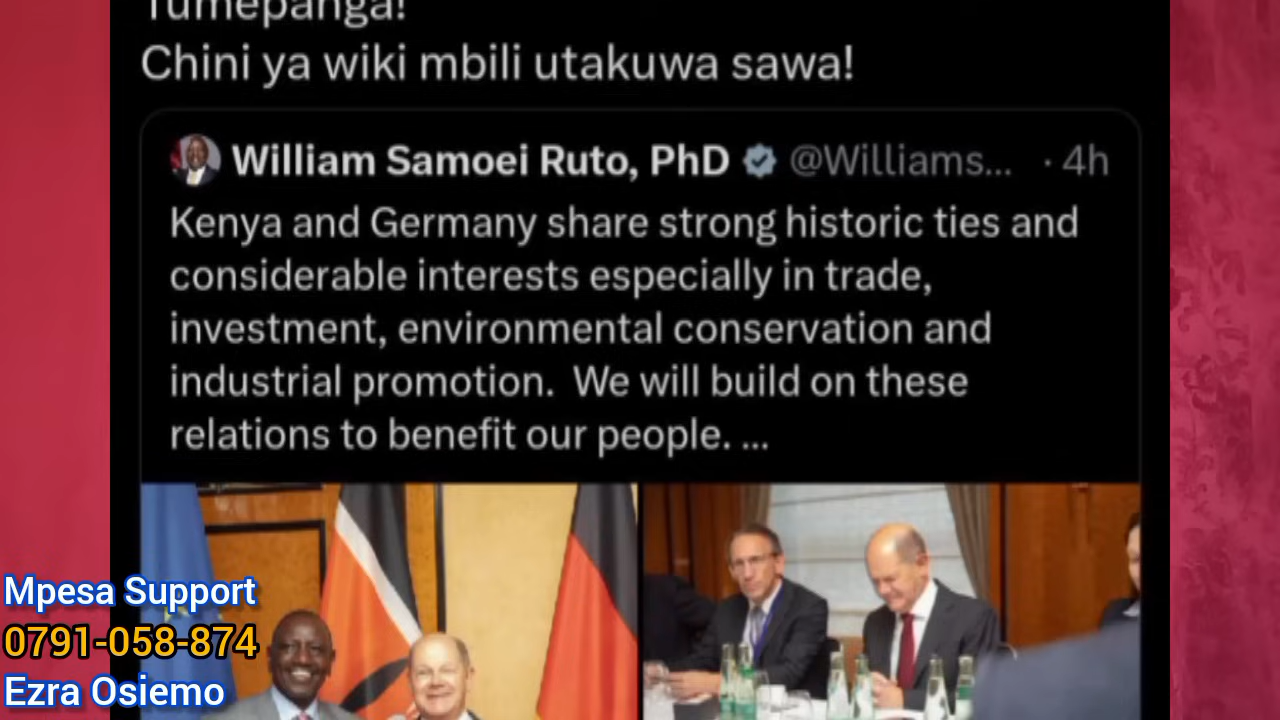 Tumepanga!
Chini ya wiki mbili utakuwa sawa!
William Samoei Ruto, PhD @Williams... · 4h
Kenya and Germany share strong historic ties and
considerable interests especially in trade,
investment, environmental conservation and
industrial promotion. We will build on these
relations to benefit our people. ...
Mpesa Support
0791-058-874
Ezra Osiemo